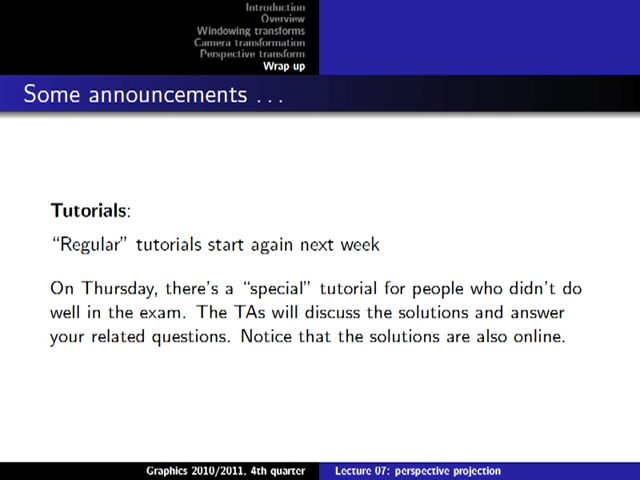 Introduction
Overview
Windowing transforms
Camera transformation
Perspective transform
Wrap-up
Some announcements . . .
Tutorials:
“Regular” tutorials start again next week
On Thursday, there’s a “special” tutorial for people who didn’t do
well in the exam. The TAs will discuss the solutions and answer
your related questions. Notice that the solutions are also online.
Graphics 2010/2011, 4th quarter
Lecture 07: perspective projection